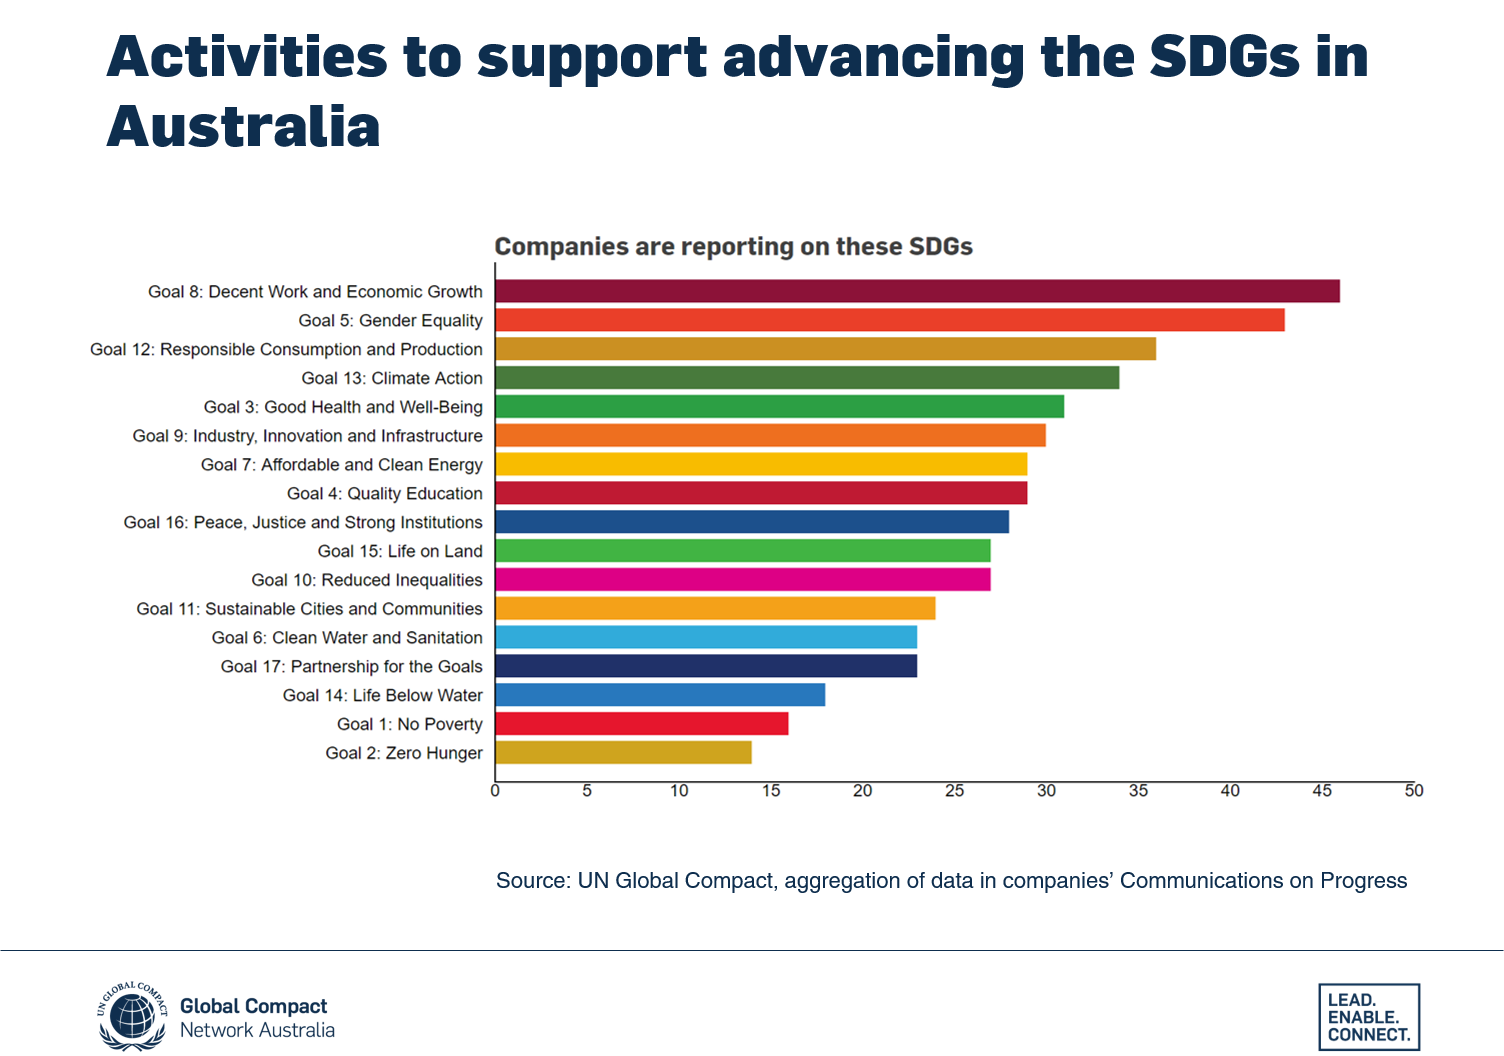 Activities to support advancing the SDGs in
Australia
Companies are reporting on these SDGs
Goal 8: Decent Work and Economic Growth
Goal 5: Gender Equality
Goal 12: Responsible Consumption and Production
Goal 13: Climate Action
Goal 3: Good Health and Well-Being
Goal 9: Industry, Innovation and Infrastructure
Goal 7: Affordable and Clean Energy
Goal 4: Quality Education
Goal 16: Peace, Justice and Strong Institutions
Goal 15: Life on Land
Goal 10: Reduced Inequalities
Goal 11: Sustainable Cities and Communities
Goal 6: Clean Water and Sanitation
Goal 17: Partnership for the Goals
Goal 14: Life Below Water
Goal 1: No Poverty
Goal 2: Zero Hunger
0 5 10 15 20 25 30 35 40 45 50
Source: UN Global Compact, aggregation of data in companies’ Communications on Progress
UN GLOBAL COMPACT
Global Compact
Network Australia
LEAD.
ENABLE.
CONNECT.